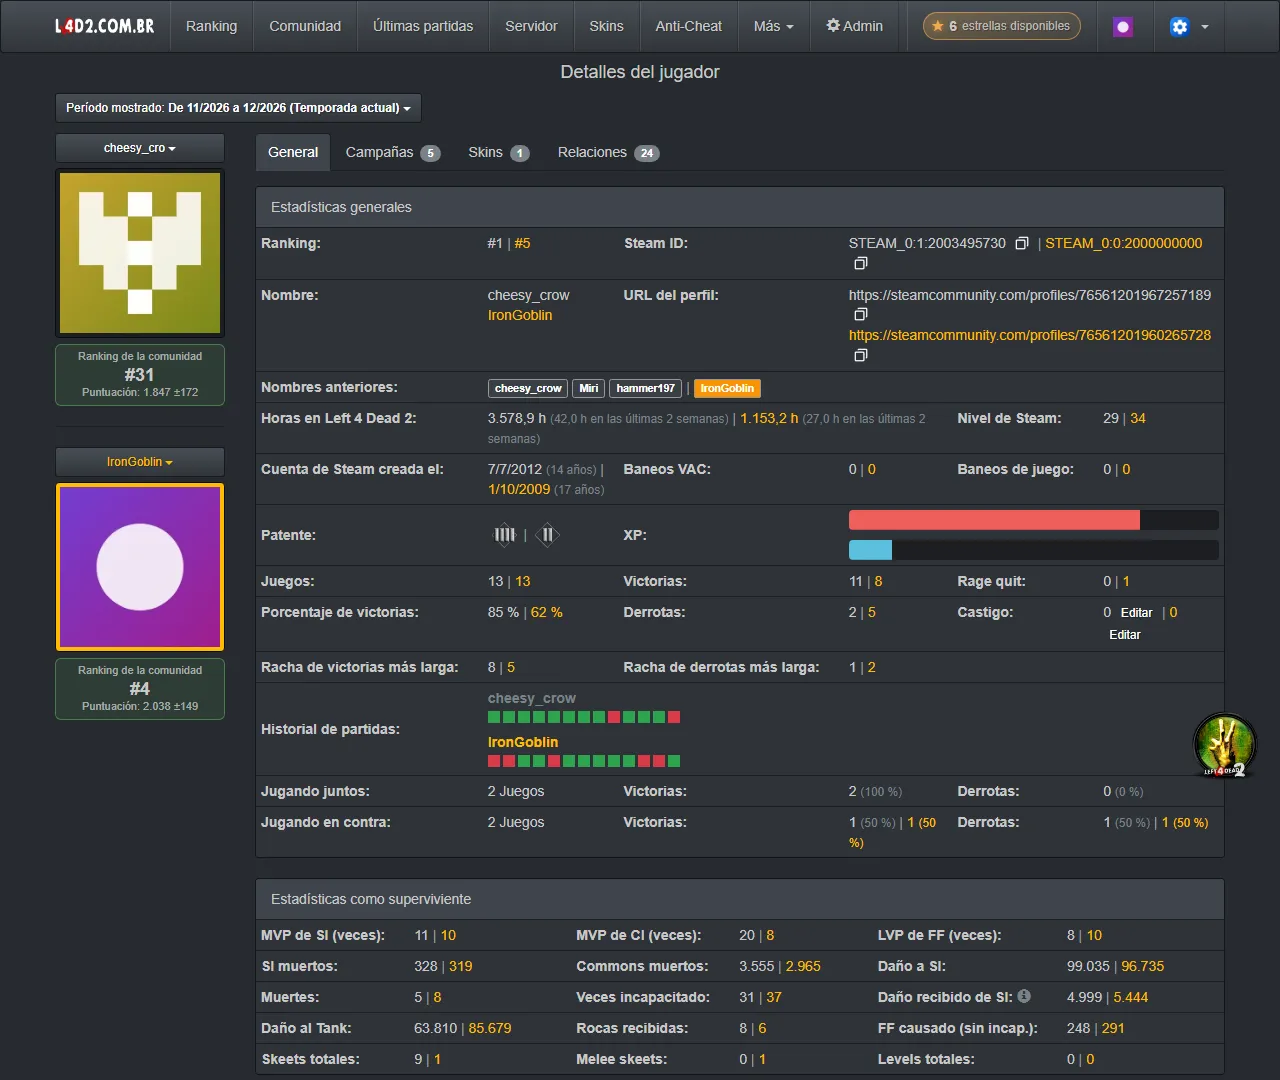 L4D2.COM.BR Ranking Comunidad Últimas partidas Servidor Skins Anti-Cheat Más Admin 6 estrellas disponibles
Detalles del jugador
Período mostrado: De 11/2026 a 12/2026 (Temporada actual)
cheesy_cro
Ranking de la comunidad
#31
Puntuación: 1.847 ±172
IronGoblin
Ranking de la comunidad
#4
Puntuación: 2.038 ±149
General Campañas 5 Skins 1 Relaciones 24
Estadísticas generales
Ranking: #1 | #5 Steam ID: STEAM_0:1:2003495730 | STEAM_0:0:2000000000
Nombre: cheesy_crow URL del perfil: https://steamcommunity.com/profiles/76561201967257189
IronGoblin
https://steamcommunity.com/profiles/76561201960265728
Nombres anteriores: cheesy_crow Miri hammer197 | IronGoblin
Horas en Left 4 Dead 2: 3.578,9 h (42,0 h en las últimas 2 semanas) | 1.153,2 h (27,0 h en las últimas 2 semanas) Nivel de Steam: 29 | 34
Cuenta de Steam creada el: 7/7/2012 (14 años) | Baneos VAC: 0 | 0 Baneos de juego: 0 | 0
1/10/2009 (17 años)
Patente: | XP:
Juegos: 13 | 13 Victorias: 11 | 8 Rage quit: 0 | 1
Porcentaje de victorias: 85 % | 62 % Derrotas: 2 | 5 Castigo: 0 Editar | 0
Editar
Racha de victorias más larga: 8 | 5 Racha de derrotas más larga: 1 | 2
Historial de partidas:
cheesy_crow
IronGoblin
LEFT4DEAD2
Jugando juntos: 2 Juegos Victorias: 2 (100 %) Derrotas: 0 (0 %)
Jugando en contra: 2 Juegos Victorias: 1 (50 %) | 1 (50 %) Derrotas: 1 (50 %) | 1 (50 %)
Estadísticas como superviviente
MVP de SI (veces): 11 | 10 MVP de CI (veces): 20 | 8 LVP de FF (veces): 8 | 10
SI muertos: 328 | 319 Commons muertos: 3.555 | 2.965 Daño a SI: 99.035 | 96.735
Muertes: 5 | 8 Veces incapacitado: 31 | 37 Daño recibido de SI: 4.999 | 5.444
Daño al Tank: 63.810 | 85.679 Rocas recibidas: 8 | 6 FF causado (sin incap.): 248 | 291
Skeets totales: 9 | 1 Melee skeets: 0 | 1 Levels totales: 0 | 0